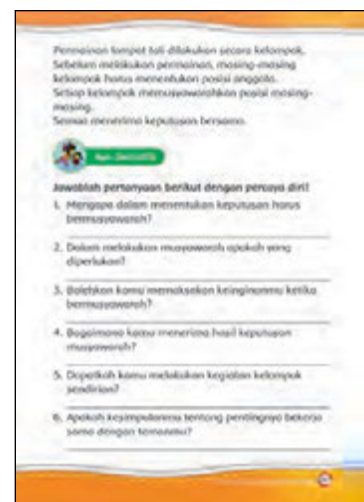 Permainan lompat tali dilakukan secara kelompok.
Sebelum melakukan permainan, masing-masing
kelompok harus menentukan posisi anggota.
Setiap kelompok memusyawarahkan posisi masing-
masing.
Semua menerima keputusan bersama.
Ayo
Jawablah pertanyaan berikut dengan percaya diri!
1. Mengapa dalam menentukan keputusan harus
bermusyawarah?
2. Dalam melakukan musyawarah apakah yang
diperlukan?
3. Bolehkah kamu memaksakan keinginanmu ketika
bermusyawarah?
4. Bagaimana kamu menerima hasil keputusan
musyawarah?
5. Dapatkah kamu melakukan kegiatan kelompok
sendirian?
6. Apakah kesimpulanmu tentang pentingnya bekerja
sama dengan temanmu?